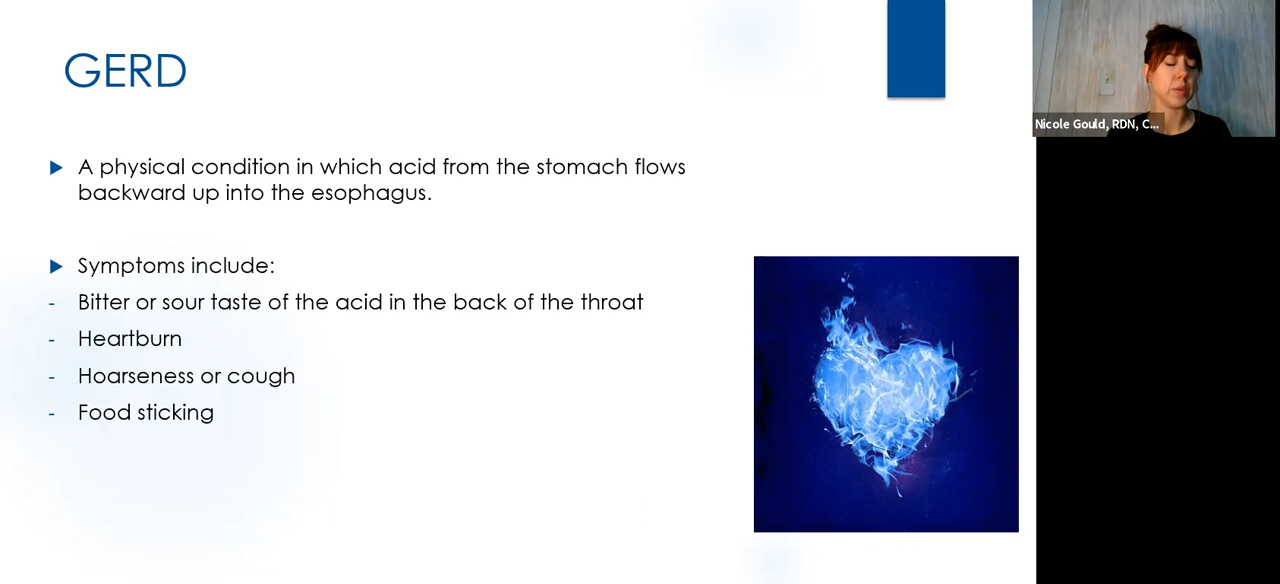 GERD
A physical condition in which acid from the stomach flows
backward up into the esophagus.
Symptoms include:
- Bitter or sour taste of the acid in the back of the throat
- Heartburn
- Hoarseness or cough
- Food sticking
Nicole Gould, RDN, C...